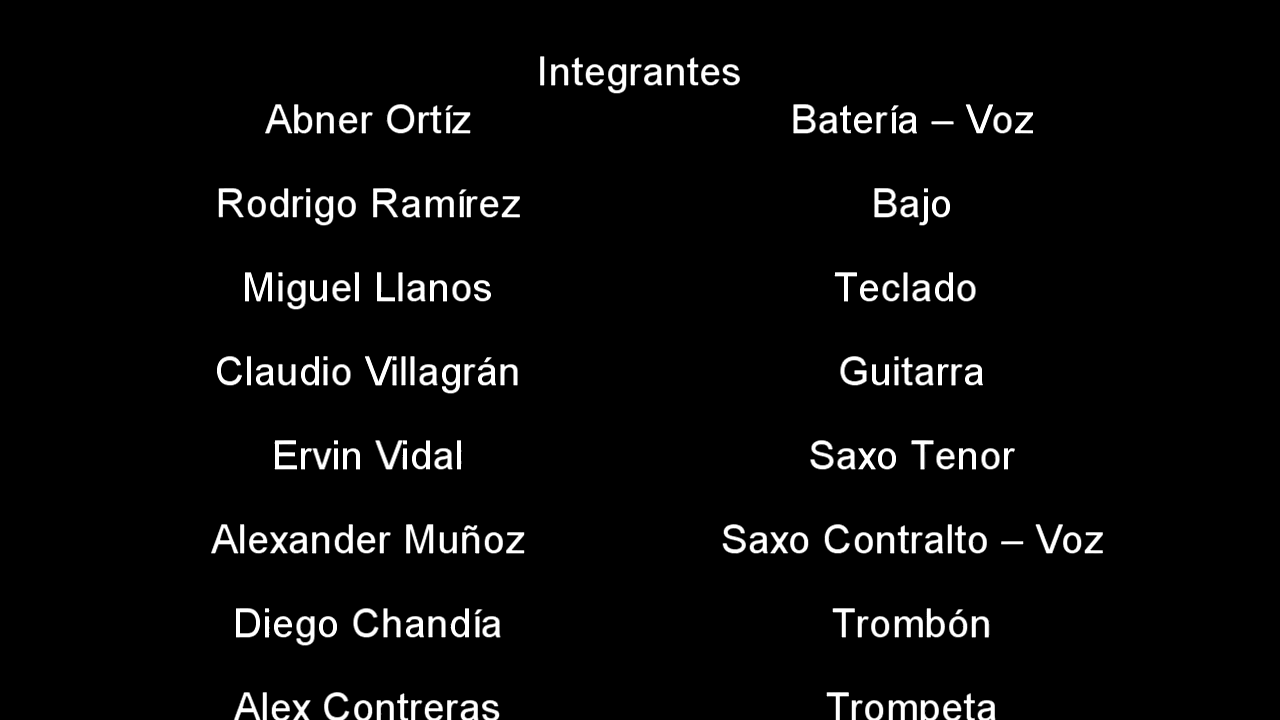 Integrantes
Abner Ortíz Batería – Voz
Rodrigo Ramírez Bajo
Miguel Llanos Teclado
Claudio Villagrán Guitarra
Ervin Vidal Saxo Tenor
Alexander Muñoz Saxo Contralto – Voz
Diego Chandía Trombón
Alex Contreras Trompeta